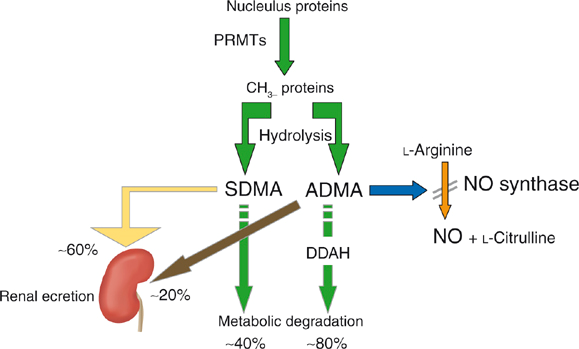 Nucleus proteins
PRMTs
CH3– proteins
Hydrolysis
L-Arginine
SDMA
ADMA
NO synthase
NO + L-Citrulline
~60%
DDAH
Renal ecretion
~20%
Metabolic degradation
~40%
~80%